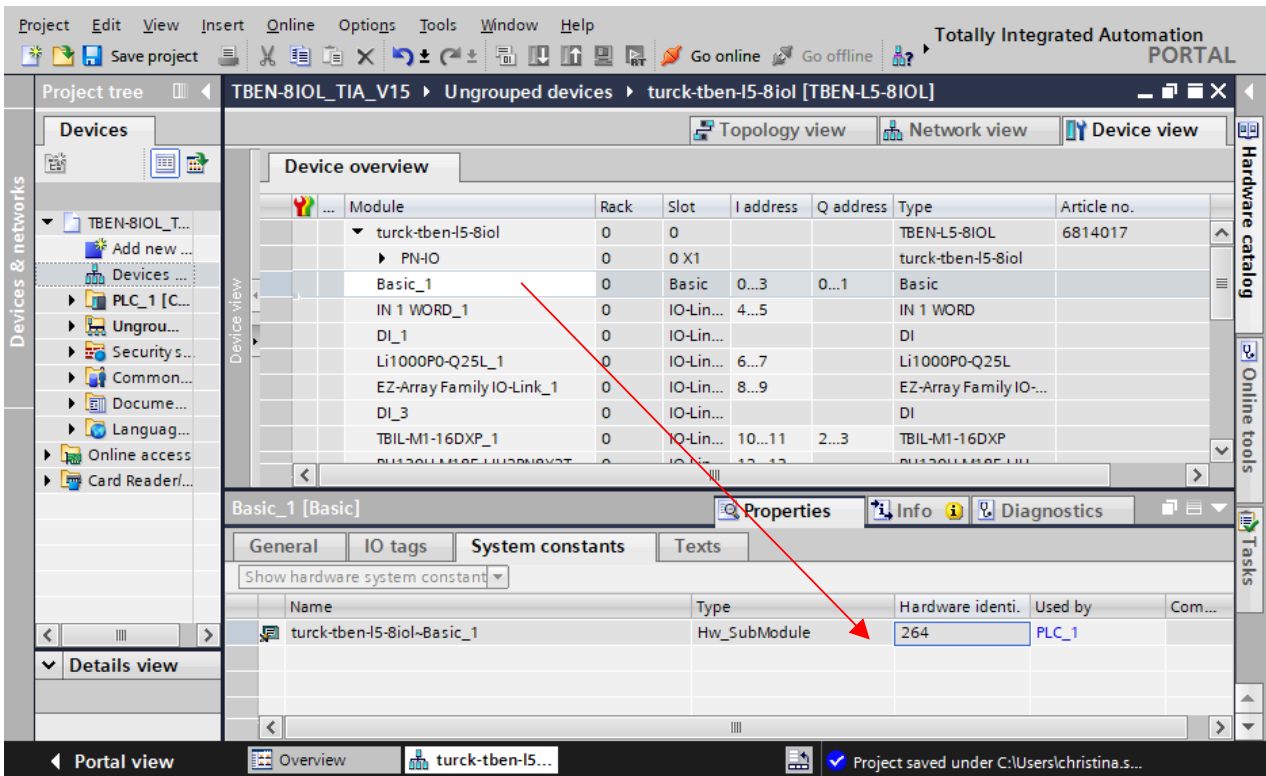 Project Edit View Insert Online Options Tools Window Help
Totally Integrated Automation
PORTAL
Save project Go online Go offline
Project tree
TBEN-8IOL_TIA_V15 Ungrouped devices turck-tben-l5-8iol [TBEN-L5-8IOL]
Devices
Topology view Network view Device view
Device overview
... Module Rack Slot I address Q address Type Article no.
turck-tben-l5-8iol 0 0 TBEN-L5-8IOL 6814017
PN-IO 0 0 X1 turck-tben-l5-8iol
Basic_1 0 Basic 0...3 0...1 Basic
IN 1 WORD_1 0 IO-Lin... 4...5 IN 1 WORD
DI_1 0 IO-Lin... DI
Li1000P0-Q25L_1 0 IO-Lin... 6...7 Li1000P0-Q25L
EZ-Array Family IO-Link_1 0 IO-Lin... 8...9 EZ-Array Family IO-...
DI_3 0 IO-Lin... DI
TBIL-M1-16DXP_1 0 IO-Lin... 10...11 2...3 TBIL-M1-16DXP
TBEN-8IOL_T...
Add new ...
Devices ...
PLC_1 [C...
Ungrou...
Security s...
Common...
Docume...
Languag...
Online access
Card Reader/...
Details view
Devices & networks
Device view
Basic_1 [Basic]
Properties Info Diagnostics
General IO tags System constants Texts
Show hardware system constant
Name Type Hardware identi. Used by Com...
turck-tben-l5-8iol~Basic_1 Hw_SubModule 264 PLC_1
Hardware catalog
Online tools
Tasks
Portal view Overview turck-tben-l5... Project saved under C:\Users\christina.s...